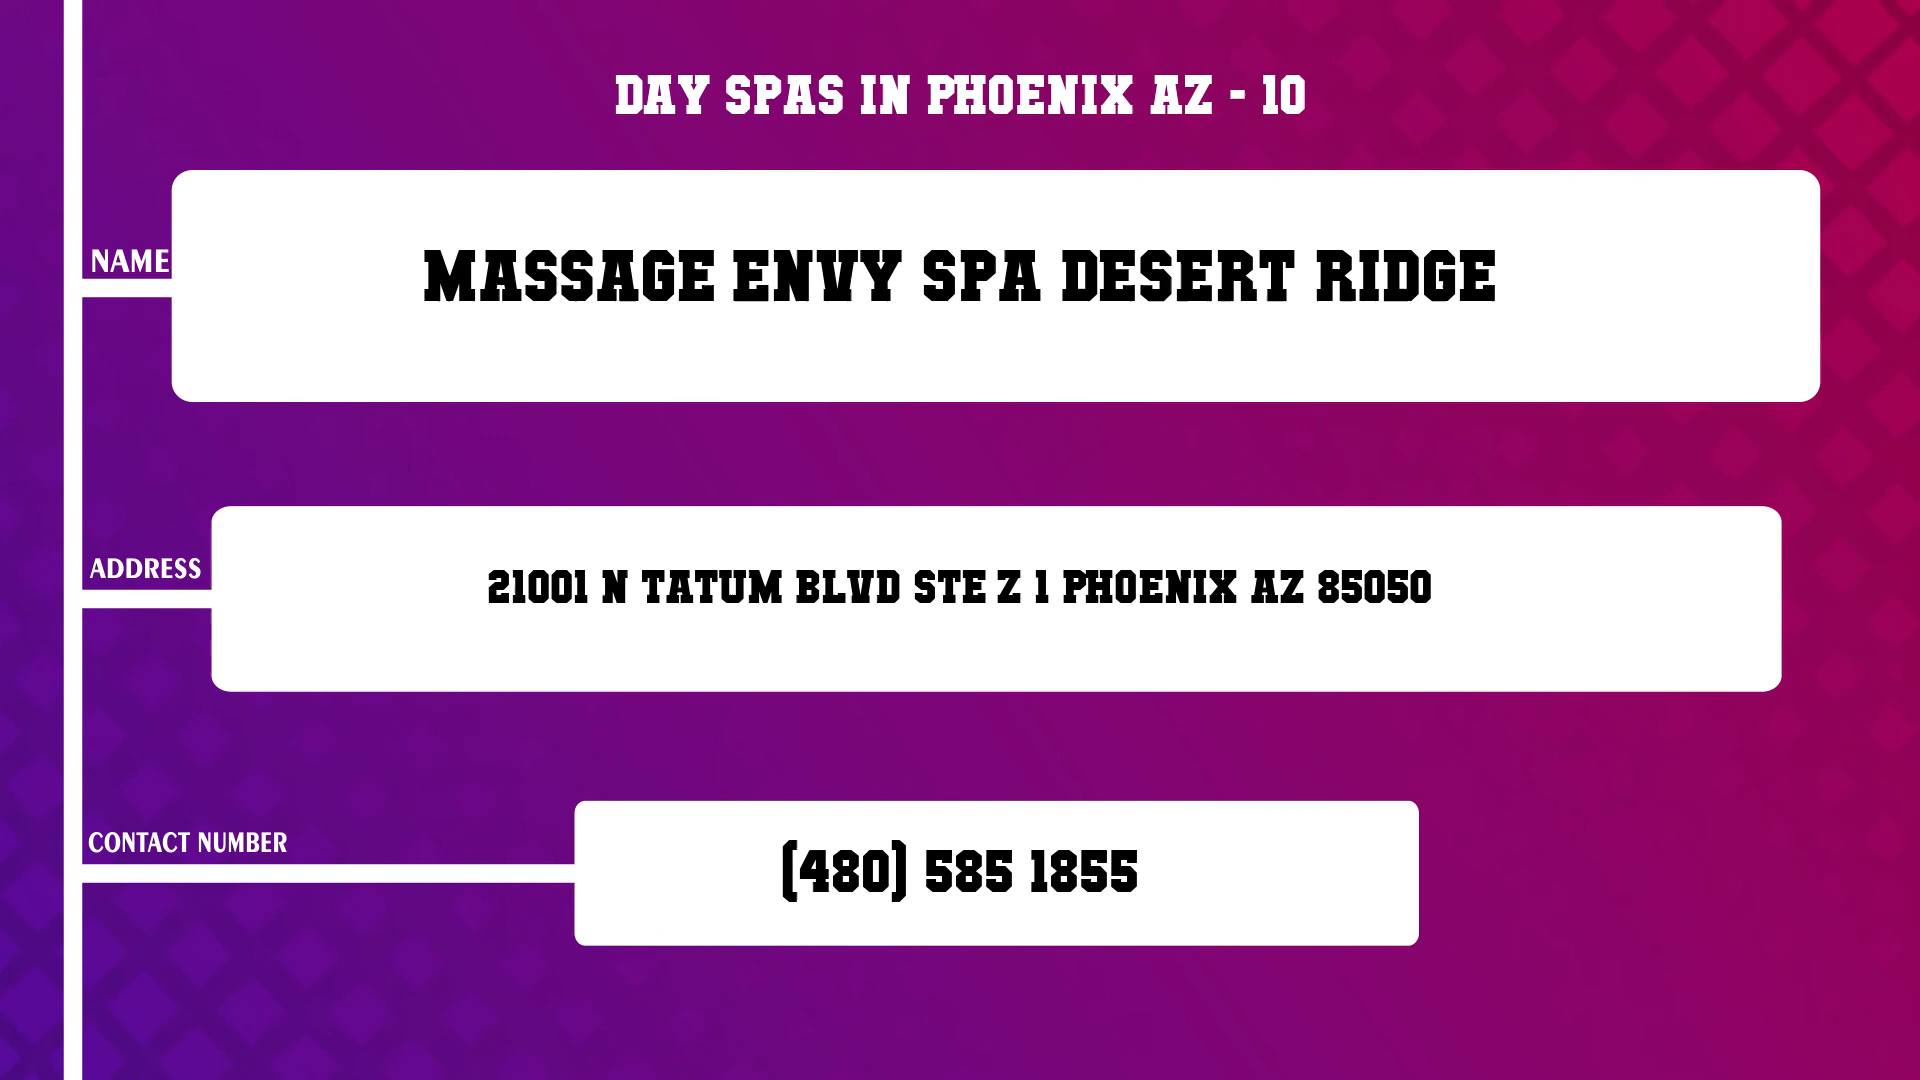 DAY SPAS IN PHOENIX AZ - 10
NAME
MASSAGE ENVY SPA DESERT RIDGE
ADDRESS
21001 N TATUM BLVD STE Z 1 PHOENIX AZ 85050
CONTACT NUMBER
(480) 585 1855